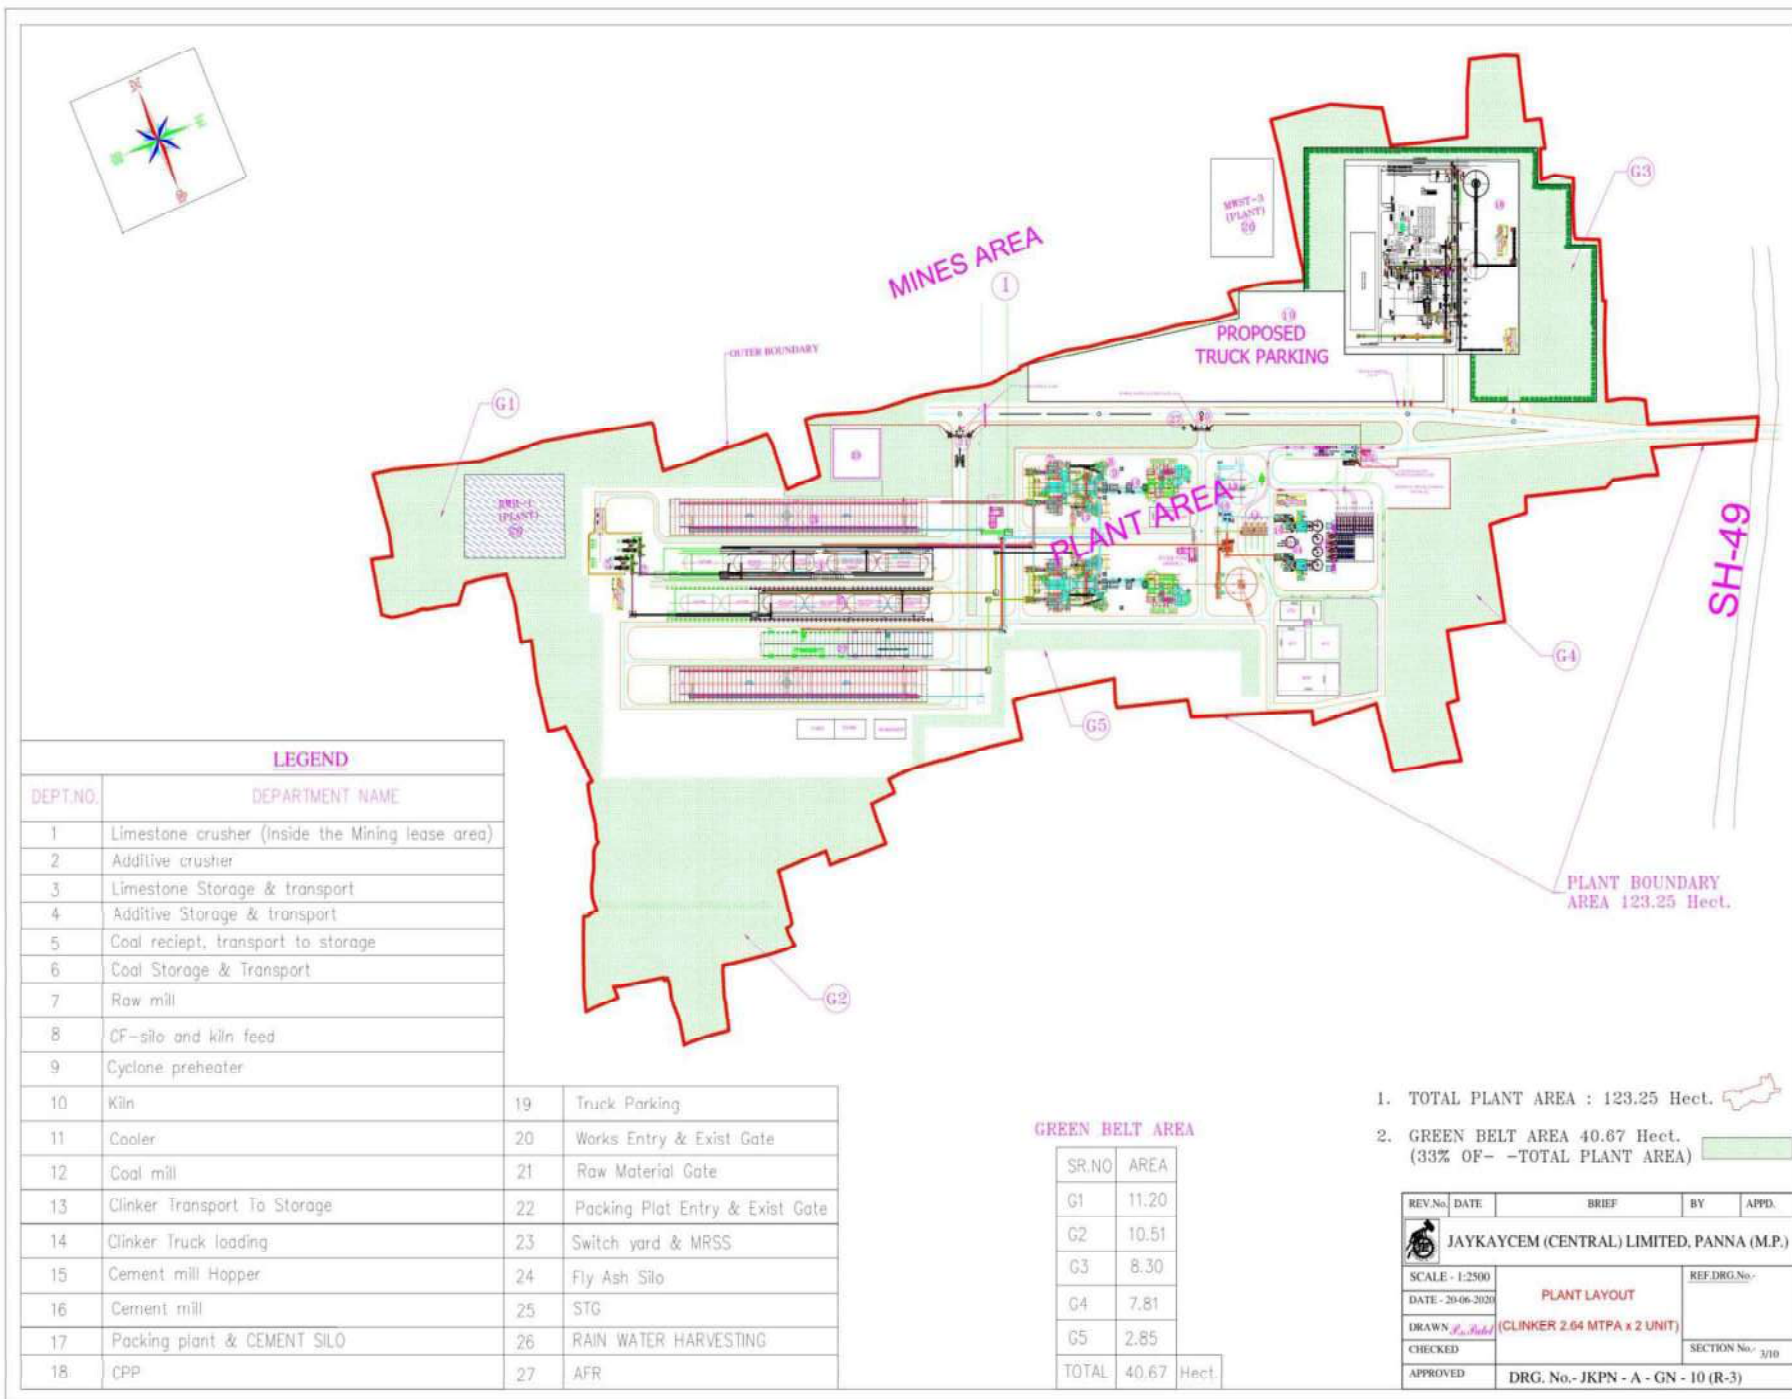 G3
MWST-3
(PLANT)
MINES AREA
1
19
PROPOSED
TRUCK PARKING
OUTER BOUNDARY
G1
27
RWH-1
(PLANT)
PLANT AREA
SH-49
G4
G5
PLANT BOUNDARY
AREA 123.25 Hect.
G2
LEGEND
DEPT.NO. DEPARTMENT NAME
1 Limestone crusher (Inside the Mining lease area)
2 Additive crusher
3 Limestone Storage & transport
4 Additive Storage & transport
5 Coal reciept, transport to storage
6 Coal Storage & Transport
7 Raw mill
8 CF-silo and kiln feed
9 Cyclone preheater
10 Kiln
11 Cooler
12 Coal mill
13 Clinker Transport To Storage
14 Clinker Truck loading
15 Cement mill Hopper
16 Cement mill
17 Packing plant & CEMENT SILO
18 CPP
19 Truck Parking
20 Works Entry & Exist Gate
21 Raw Material Gate
22 Packing Plat Entry & Exist Gate
23 Switch yard & MRSS
24 Fly Ash Silo
25 STG
26 RAIN WATER HARVESTING
27 AFR
GREEN BELT AREA
SR.NO AREA
G1 11.20
G2 10.51
G3 8.30
G4 7.81
G5 2.85
TOTAL 40.67 Hect.
1. TOTAL PLANT AREA : 123.25 Hect.
2. GREEN BELT AREA 40.67 Hect.
(33% OF- -TOTAL PLANT AREA)
REV.No. DATE BRIEF BY APPD.
JAYKAYCEM (CENTRAL) LIMITED, PANNA (M.P.)
SCALE - 1:2500
DATE - 20-06-2020
DRAWN
CHECKED
APPROVED
PLANT LAYOUT
(CLINKER 2.64 MTPA x 2 UNIT)
REF.DRG.No.-
SECTION No.- 3/10
DRG. No.- JKPN - A - GN - 10 (R-3)